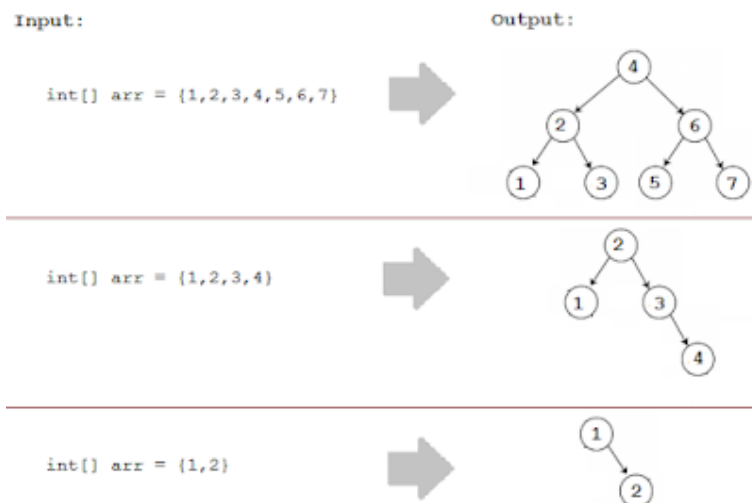 Input: Output:
int[] arr = {1,2,3,4,5,6,7}
4
2 6
1 3 5 7
int[] arr = {1,2,3,4}
2
1 3
4
int[] arr = {1,2}
1
2